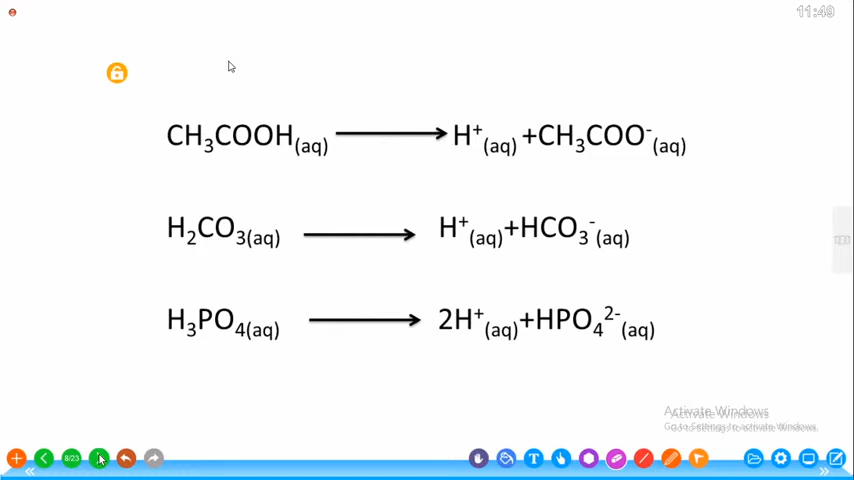 11:49
CH₃COOH(aq) ⟶ H⁺(aq) +CH₃COO⁻(aq)
H₂CO₃(aq) ⟶ H⁺(aq)+HCO₃⁻(aq)
H₃PO₄(aq) ⟶ 2H⁺(aq)+HPO₄²⁻(aq)
Activate Windows
Go to Settings to activate Windows.
8/23